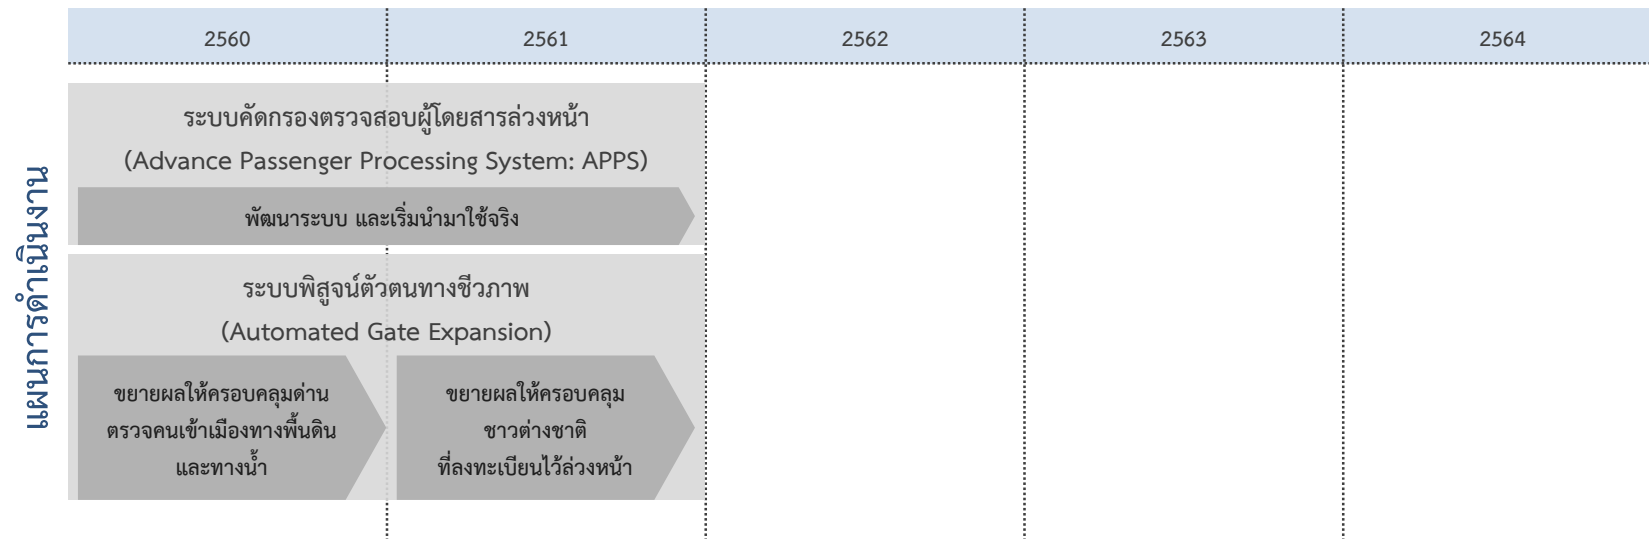 2560 2561 2562 2563 2564
แผนการดำเนินงาน
ระบบคัดกรองตรวจสอบผู้โดยสารล่วงหน้า
(Advance Passenger Processing System: APPS)
พัฒนาระบบ และเริ่มนำมาใช้จริง
ระบบพิสูจน์ตัวตนทางชีวภาพ
(Automated Gate Expansion)
ขยายผลให้ครอบคลุมด่าน
ตรวจคนเข้าเมืองทางพื้นดิน
และทางน้ำ
ขยายผลให้ครอบคลุม
ชาวต่างชาติ
ที่ลงทะเบียนไว้ล่วงหน้า